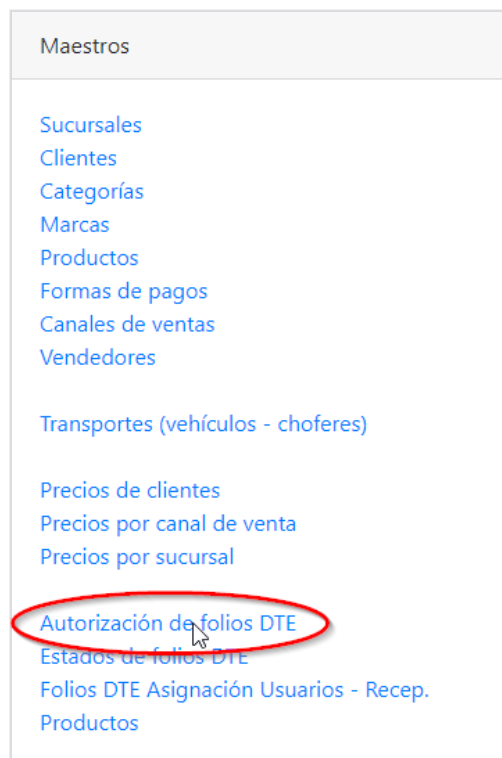 Maestros
Sucursales
Clientes
Categorías
Marcas
Productos
Formas de pagos
Canales de ventas
Vendedores
Transportes (vehículos - choferes)
Precios de clientes
Precios por canal de venta
Precios por sucursal
Autorización de folios DTE
Estados de folios DTE
Folios DTE Asignación Usuarios - Recep.
Productos